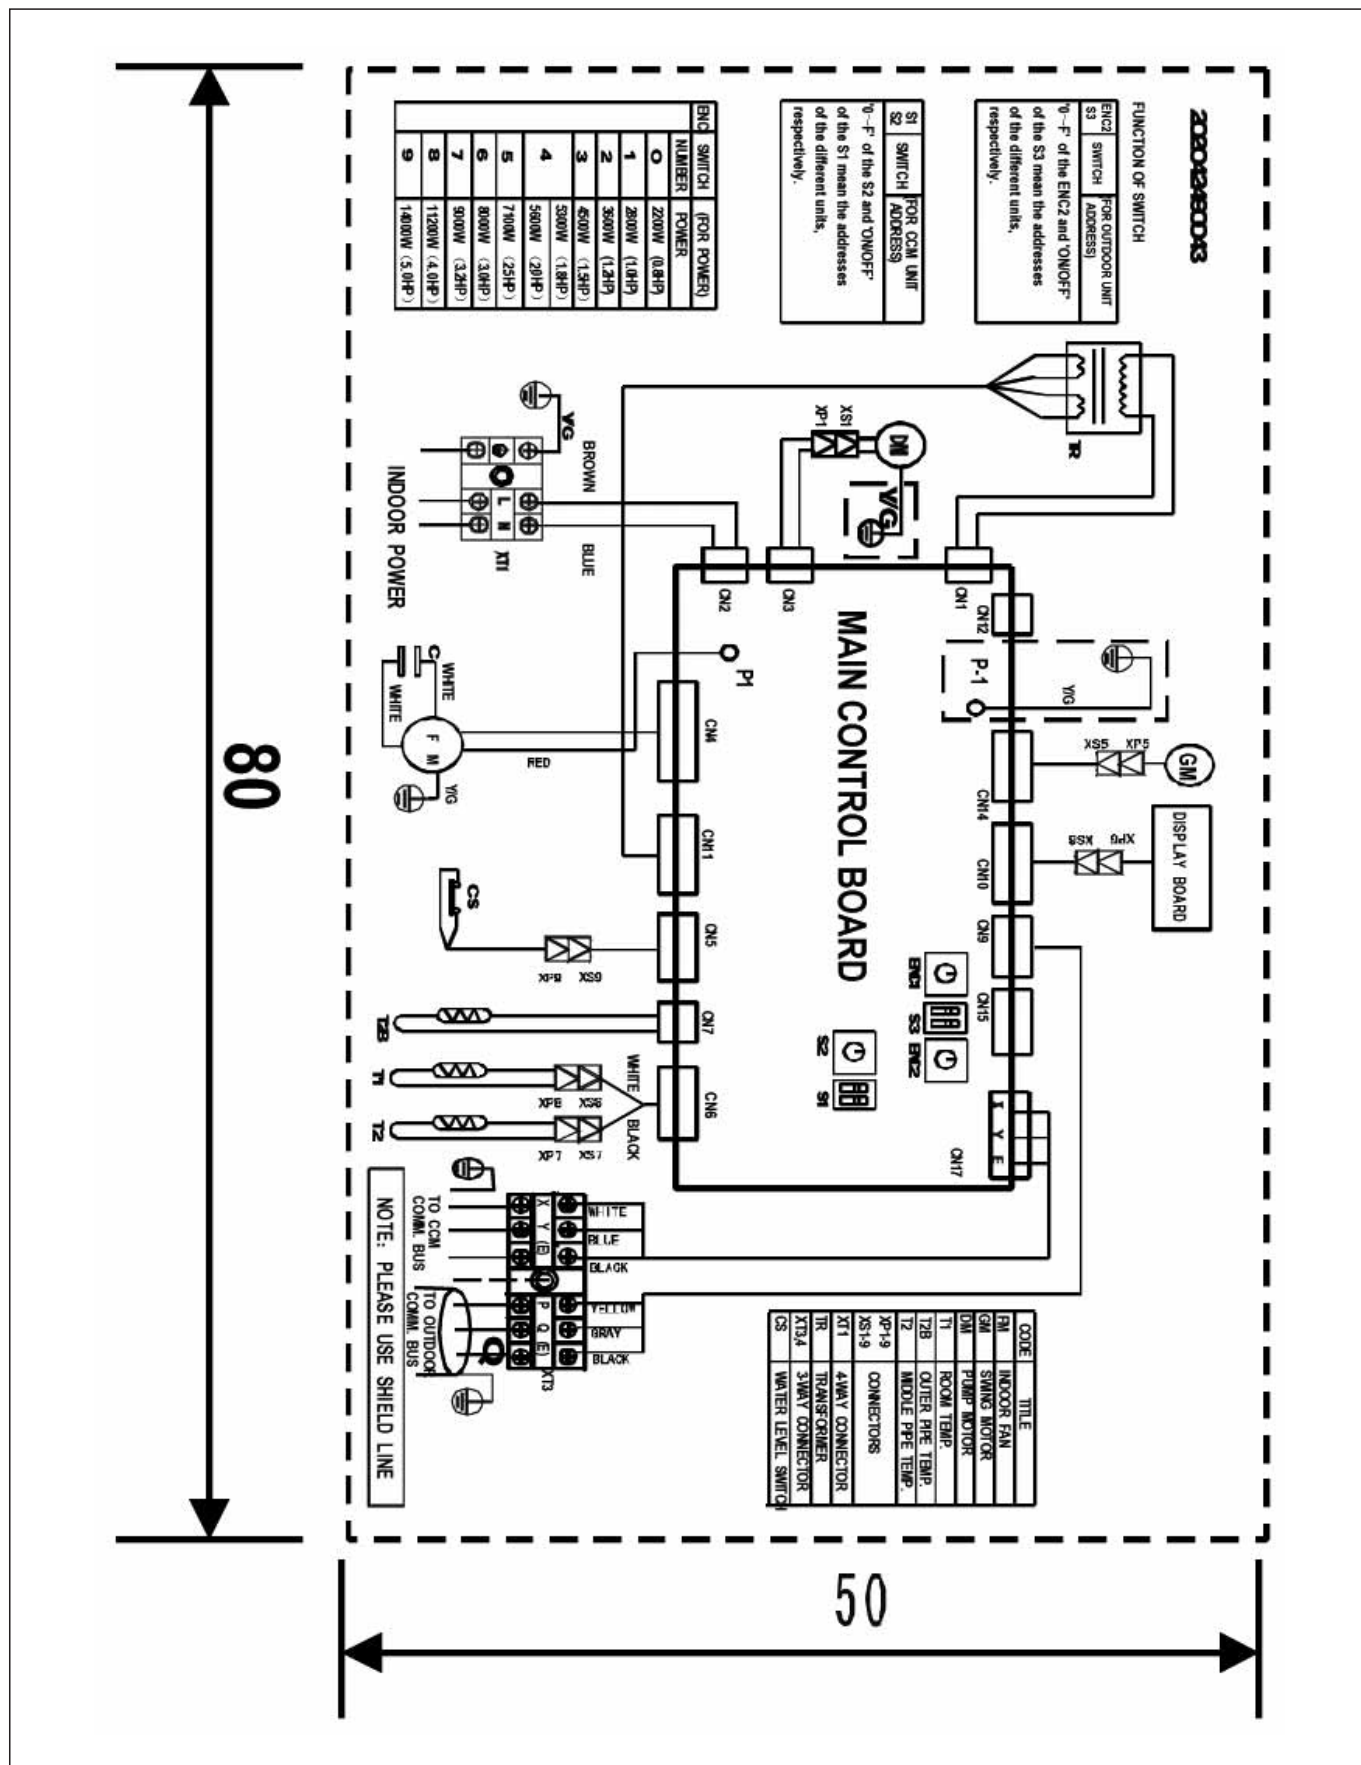 202042490043
FUNCTION OF SWITCH
ENC2
S3
SWITCH
(FOR OUTDOOR UNIT
ADDRESS)
'0--F' of the ENC2 and 'ON/OFF'
of the S3 mean the addresses
of the different units,
respectively.
S1
S2
SWITCH
(FOR CCM UNIT
ADDRESS)
'0--F' of the S2 and 'ON/OFF'
of the S1 mean the addresses
of the different units,
respectively.
ENC1 SWITCH (FOR POWER)
NUMBER POWER
0 2200W (0.8HP)
1 2800W (1.0HP)
2 3600W (1.2HP)
3 4500W (1.5HP)
4 5300W (1.8HP)
5600W (2.0HP)
5 7100W (2.5HP)
6 8000W (3.0HP)
7 9000W (3.2HP)
8 11200W (4.0HP)
9 14000W (5.0HP)
TR
XS1
XP1
DM
Y/G
Y/G
BROWN
L
N
XT1
BLUE
INDOOR POWER
CN1
CN12
CN3
CN2
P-1
Y/G
P1
C
WHITE
WHITE
F M
Y/G
RED
CN4
MAIN CONTROL BOARD
XS5 XP5
GM
CN14
DISPLAY BOARD
XS6 XP6
CN10
CN11
CN9
CN5
CS
XP9 XS9
ENC1
S3
ENC2
CN15
S2
S1
CN7
T2B
CN6
WHITE
BLACK
T1
XP8 XS8
T2
XP7 XS7
X Y E
CN17
X Y (E)
WHITE
BLUE
BLACK
TO CCM
COMM. BUS
P Q (E)
YELLOW
GRAY
BLACK
TO OUTDOOR
COMM. BUS
Q
XT3
NOTE: PLEASE USE SHIELD LINE
CODE TITLE
FM INDOOR FAN
GM SWING MOTOR
DM PUMP MOTOR
T1 ROOM TEMP.
T2B OUTER PIPE TEMP.
T2 MIDDLE PIPE TEMP.
XP1-9
XS1-9
CONNECTORS
XT1 4-WAY CONNECTOR
TR TRANSFORMER
XT3,4 3-WAY CONNECTOR
CS WATER LEVEL SWITCH
80
50